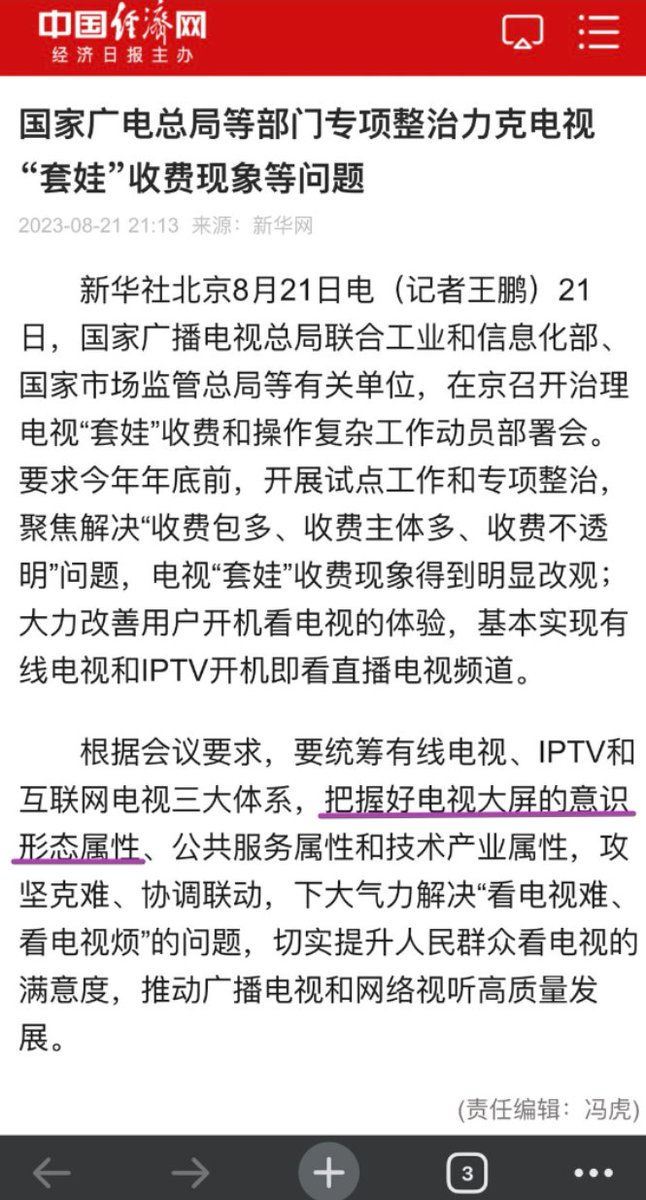 中国经济网
经济日报主办
国家广电总局等部门专项整治力克电视
“套娃”收费现象等问题
2023-08-21 21:13 来源：新华网
新华社北京8月21日电（记者王鹏）21
日，国家广播电视总局联合工业和信息化部、
国家市场监管总局等有关单位，在京召开治理
电视“套娃”收费和操作复杂工作动员部署会。
要求今年年底前，开展试点工作和专项整治，
聚焦解决“收费包多、收费主体多、收费不透
明”问题，电视“套娃”收费现象得到明显改观；
大力改善用户开机看电视的体验，基本实现有
线电视和IPTV开机即看直播电视频道。
根据会议要求，要统筹有线电视、IPTV和
互联网电视三大体系，把握好电视大屏的意识
形态属性、公共服务属性和技术产业属性，攻
坚克难、协调联动，下大气力解决“看电视难、
看电视烦”的问题，切实提升人民群众看电视的
满意度，推动广播电视和网络视听高质量发
展。
(责任编辑：冯虎)
3